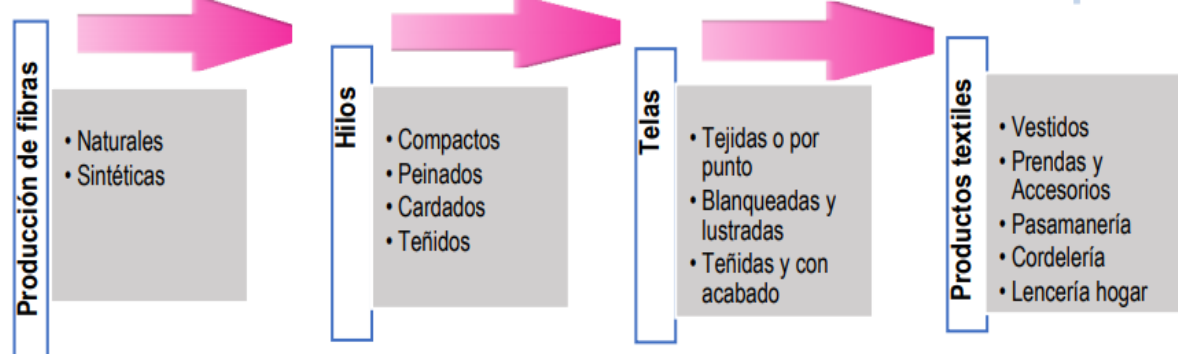 Producción de fibras
• Naturales
• Sintéticas
Hilos
• Compactos
• Peinados
• Cardados
• Teñidos
Telas
• Tejidas o por
punto
• Blanqueadas y
lustradas
• Teñidas y con
acabado
Productos textiles
• Vestidos
• Prendas y
Accesorios
• Pasamanería
• Cordelería
• Lencería hogar